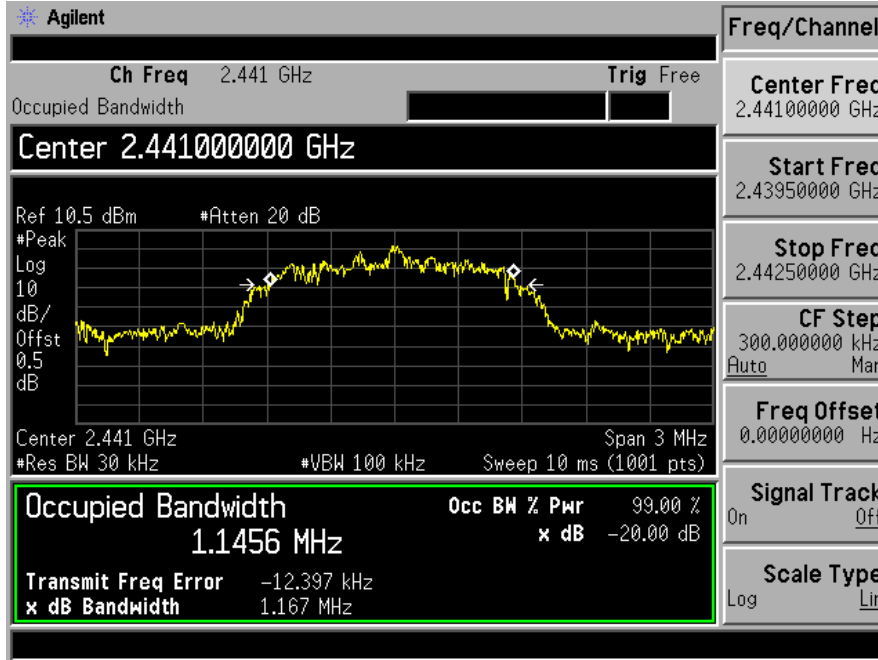 Agilent
Freq/Channel
Ch Freq 2.441 GHz Trig Free
Occupied Bandwidth
Center 2.441000000 GHz
Ref 10.5 dBm #Atten 20 dB
#Peak
Log
10
dB/
Offst
0.5
dB
Center 2.441 GHz Span 3 MHz
#Res BW 30 kHz #VBW 100 kHz Sweep 10 ms (1001 pts)
Occupied Bandwidth Occ BW % Pwr 99.00 %
1.1456 MHz x dB -20.00 dB
Transmit Freq Error -12.397 kHz
x dB Bandwidth 1.167 MHz
Center Freq
2.44100000 GHz
Start Freq
2.43950000 GHz
Stop Freq
2.44250000 GHz
CF Step
300.000000 kHz
Auto Man
Freq Offset
0.00000000 Hz
Signal Track
On Off
Scale Type
Log Lin